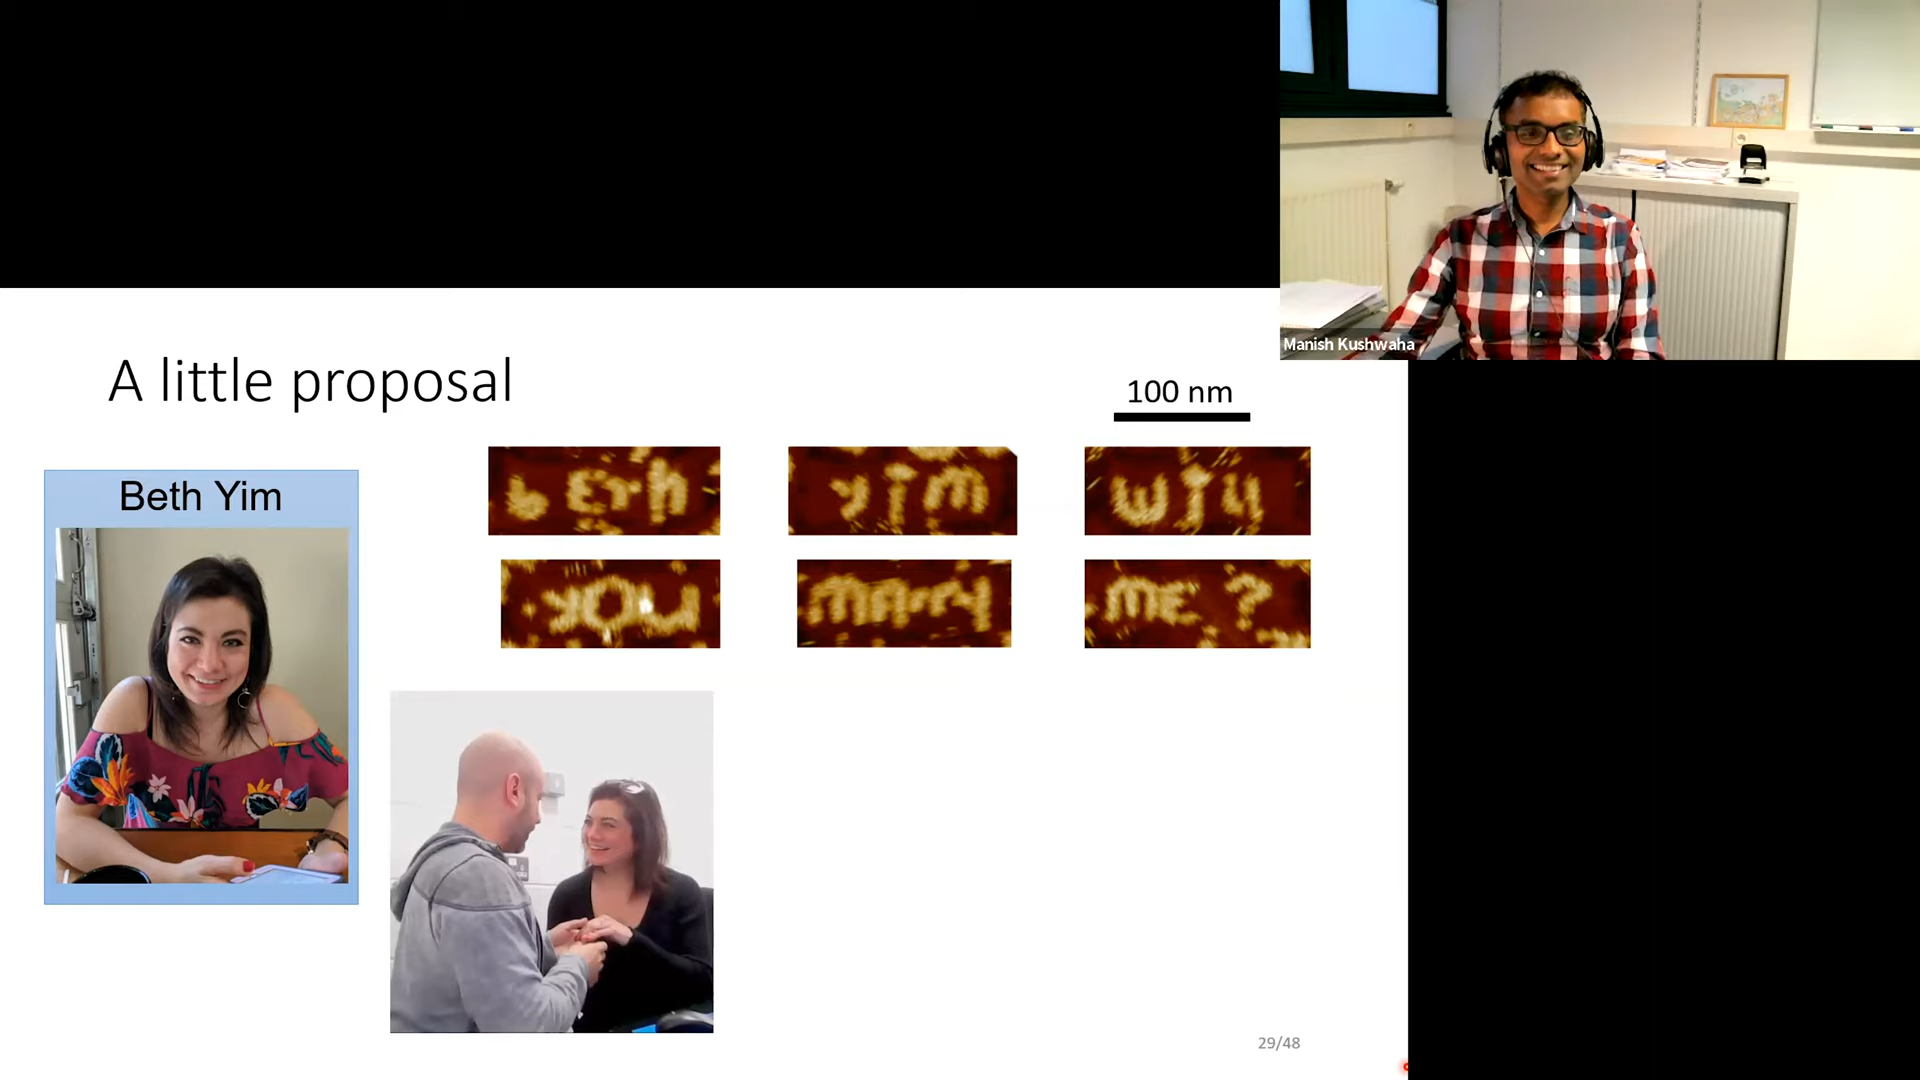 Manish Kushwaha
A little proposal
100 nm
Beth Yim
bETh yim wIll
YOU MArry ME ?
29/48